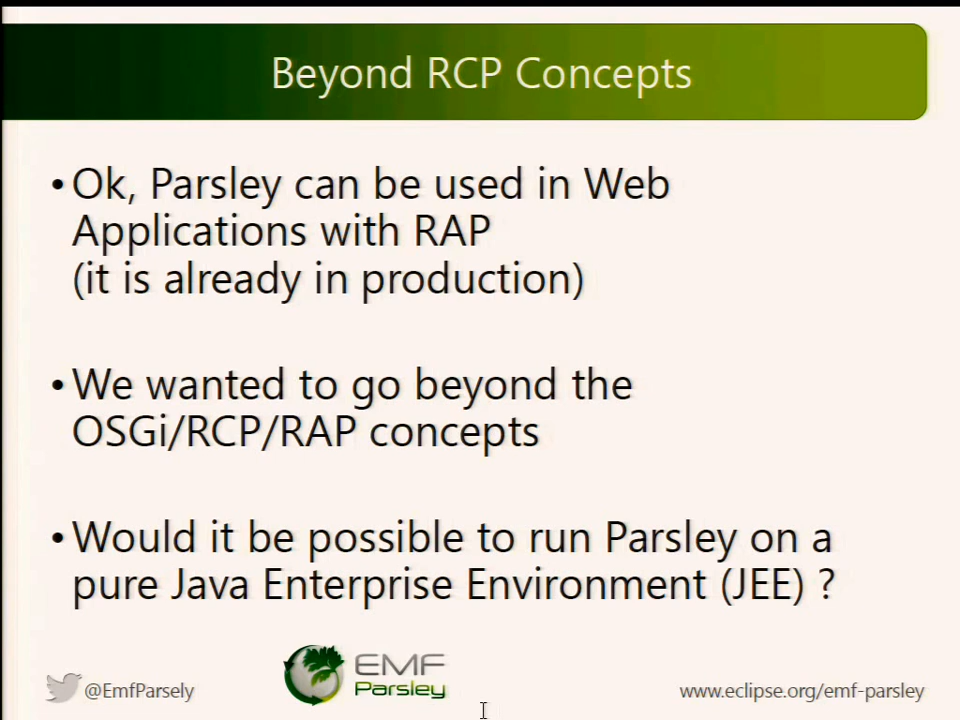 Beyond RCP Concepts
•Ok, Parsley can be used in Web
Applications with RAP
(it is already in production)
•We wanted to go beyond the
OSGi/RCP/RAP concepts
•Would it be possible to run Parsley on a
pure Java Enterprise Environment (JEE) ?
@EmfParsely
EMF
Parsley
www.eclipse.org/emf-parsley